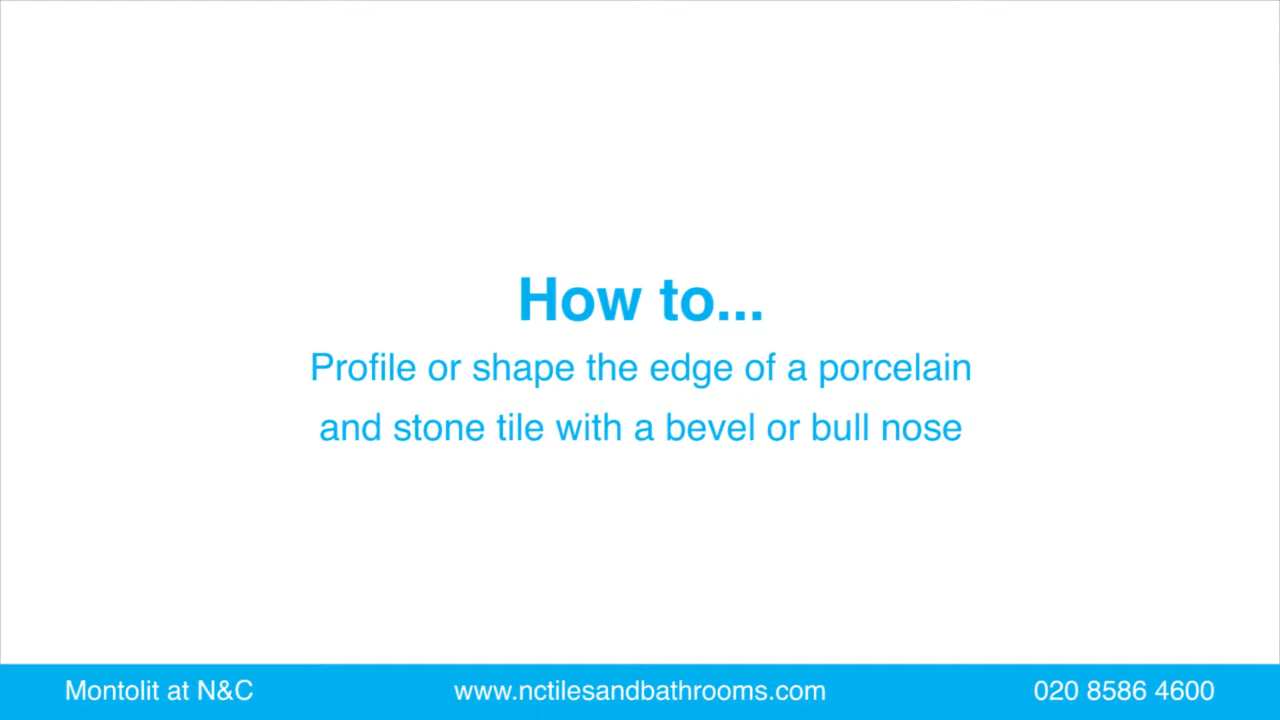 How to...
Profile or shape the edge of a porcelain
and stone tile with a bevel or bull nose
Montolit at N&C
www.nctilesandbathrooms.com
020 8586 4600